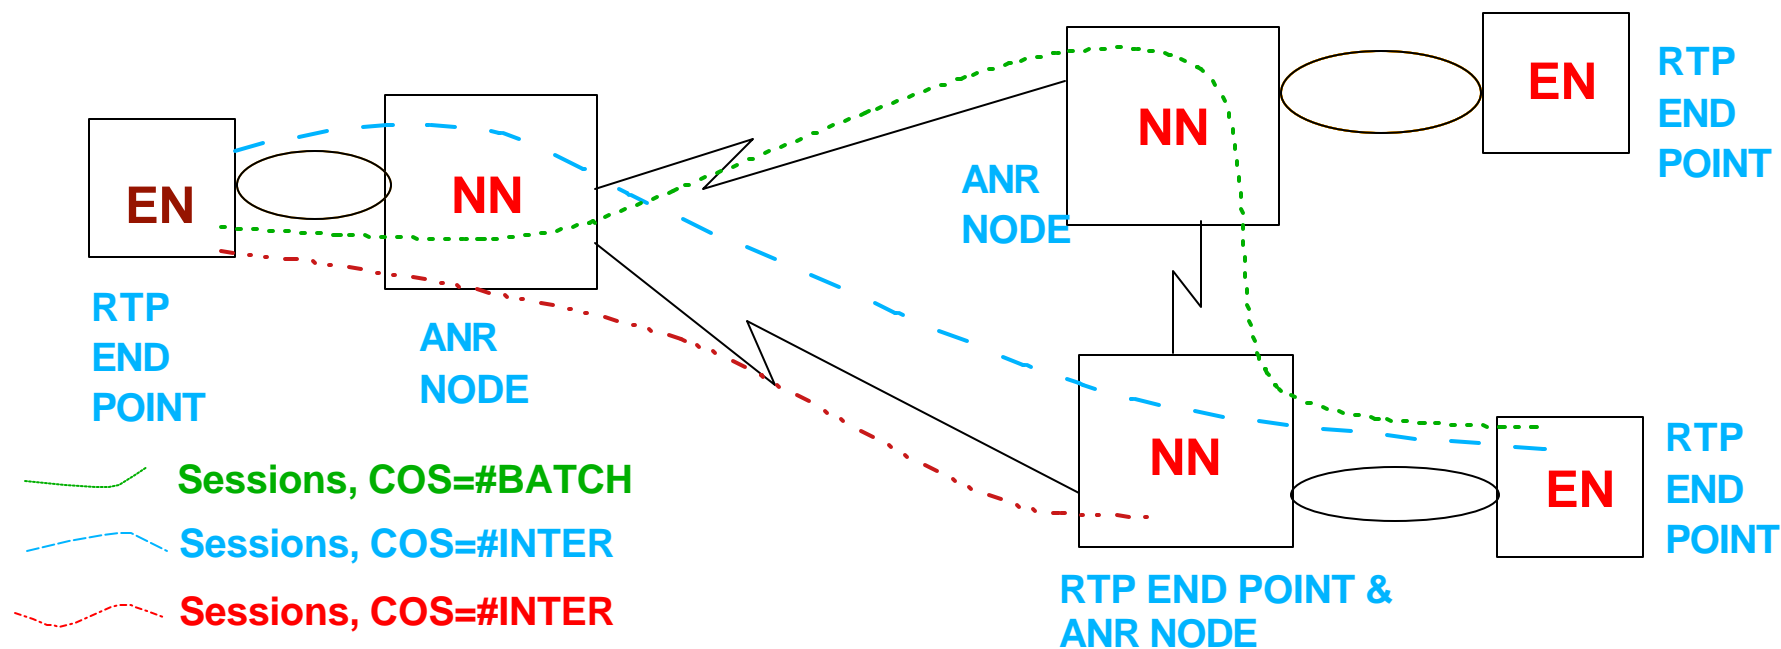 EN
NN
NN
EN
RTP
END
POINT
ANR
NODE
RTP
END
POINT
ANR
NODE
NN
EN
RTP
END
POINT
Sessions, COS=#BATCH
Sessions, COS=#INTER
Sessions, COS=#INTER
RTP END POINT &
ANR NODE